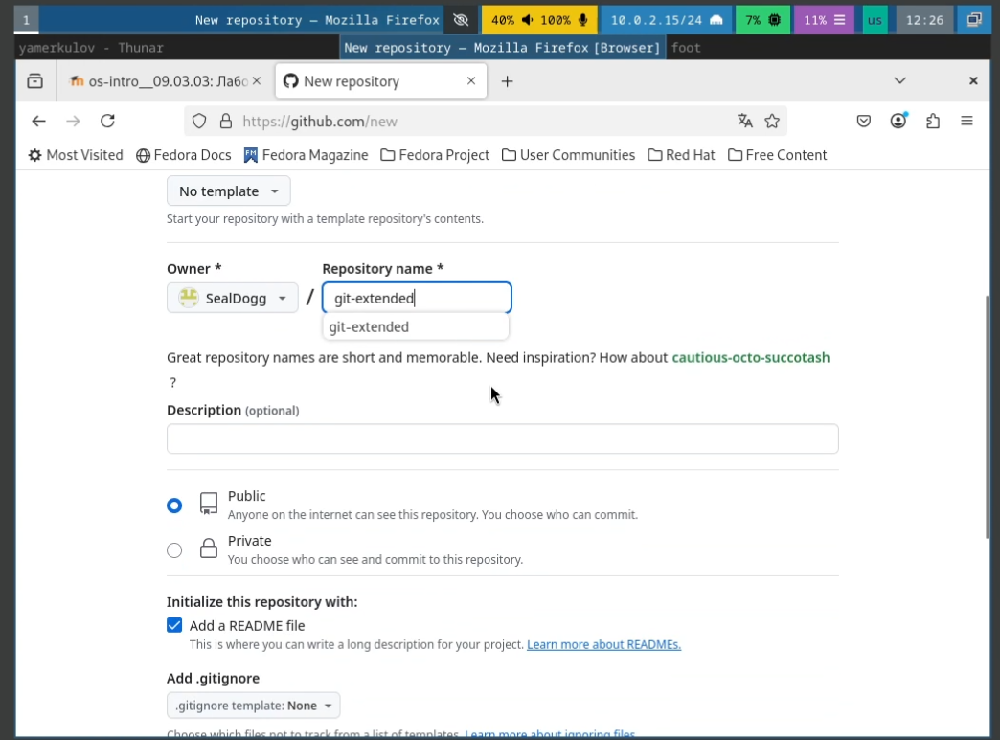 1 New repository — Mozilla Firefox 40% 100% 10.0.2.15/24 7% 11% us 12:26
yamerkulov - Thunar New repository — Mozilla Firefox [Browser] foot
os-intro__09.03.03: Лабо New repository
https://github.com/new
Most Visited Fedora Docs Fedora Magazine Fedora Project User Communities Red Hat Free Content
No template
Start your repository with a template repository's contents.
Owner * Repository name *
SealDogg / git-extended
git-extended
Great repository names are short and memorable. Need inspiration? How about cautious-octo-succotash
?
Description (optional)
Public
Anyone on the internet can see this repository. You choose who can commit.
Private
You choose who can see and commit to this repository.
Initialize this repository with:
Add a README file
This is where you can write a long description for your project. Learn more about READMEs.
Add .gitignore
.gitignore template: None
Choose which files not to track from a list of templates. Learn more about ignoring files.